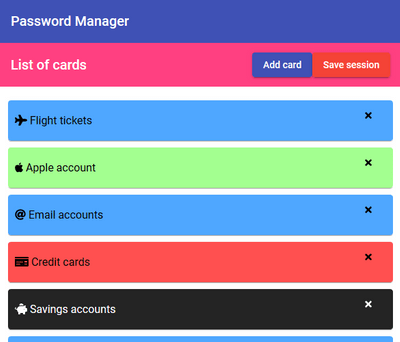 Password Manager
List of cards
Add card
Save session
Flight tickets
Apple account
Email accounts
Credit cards
Savings accounts